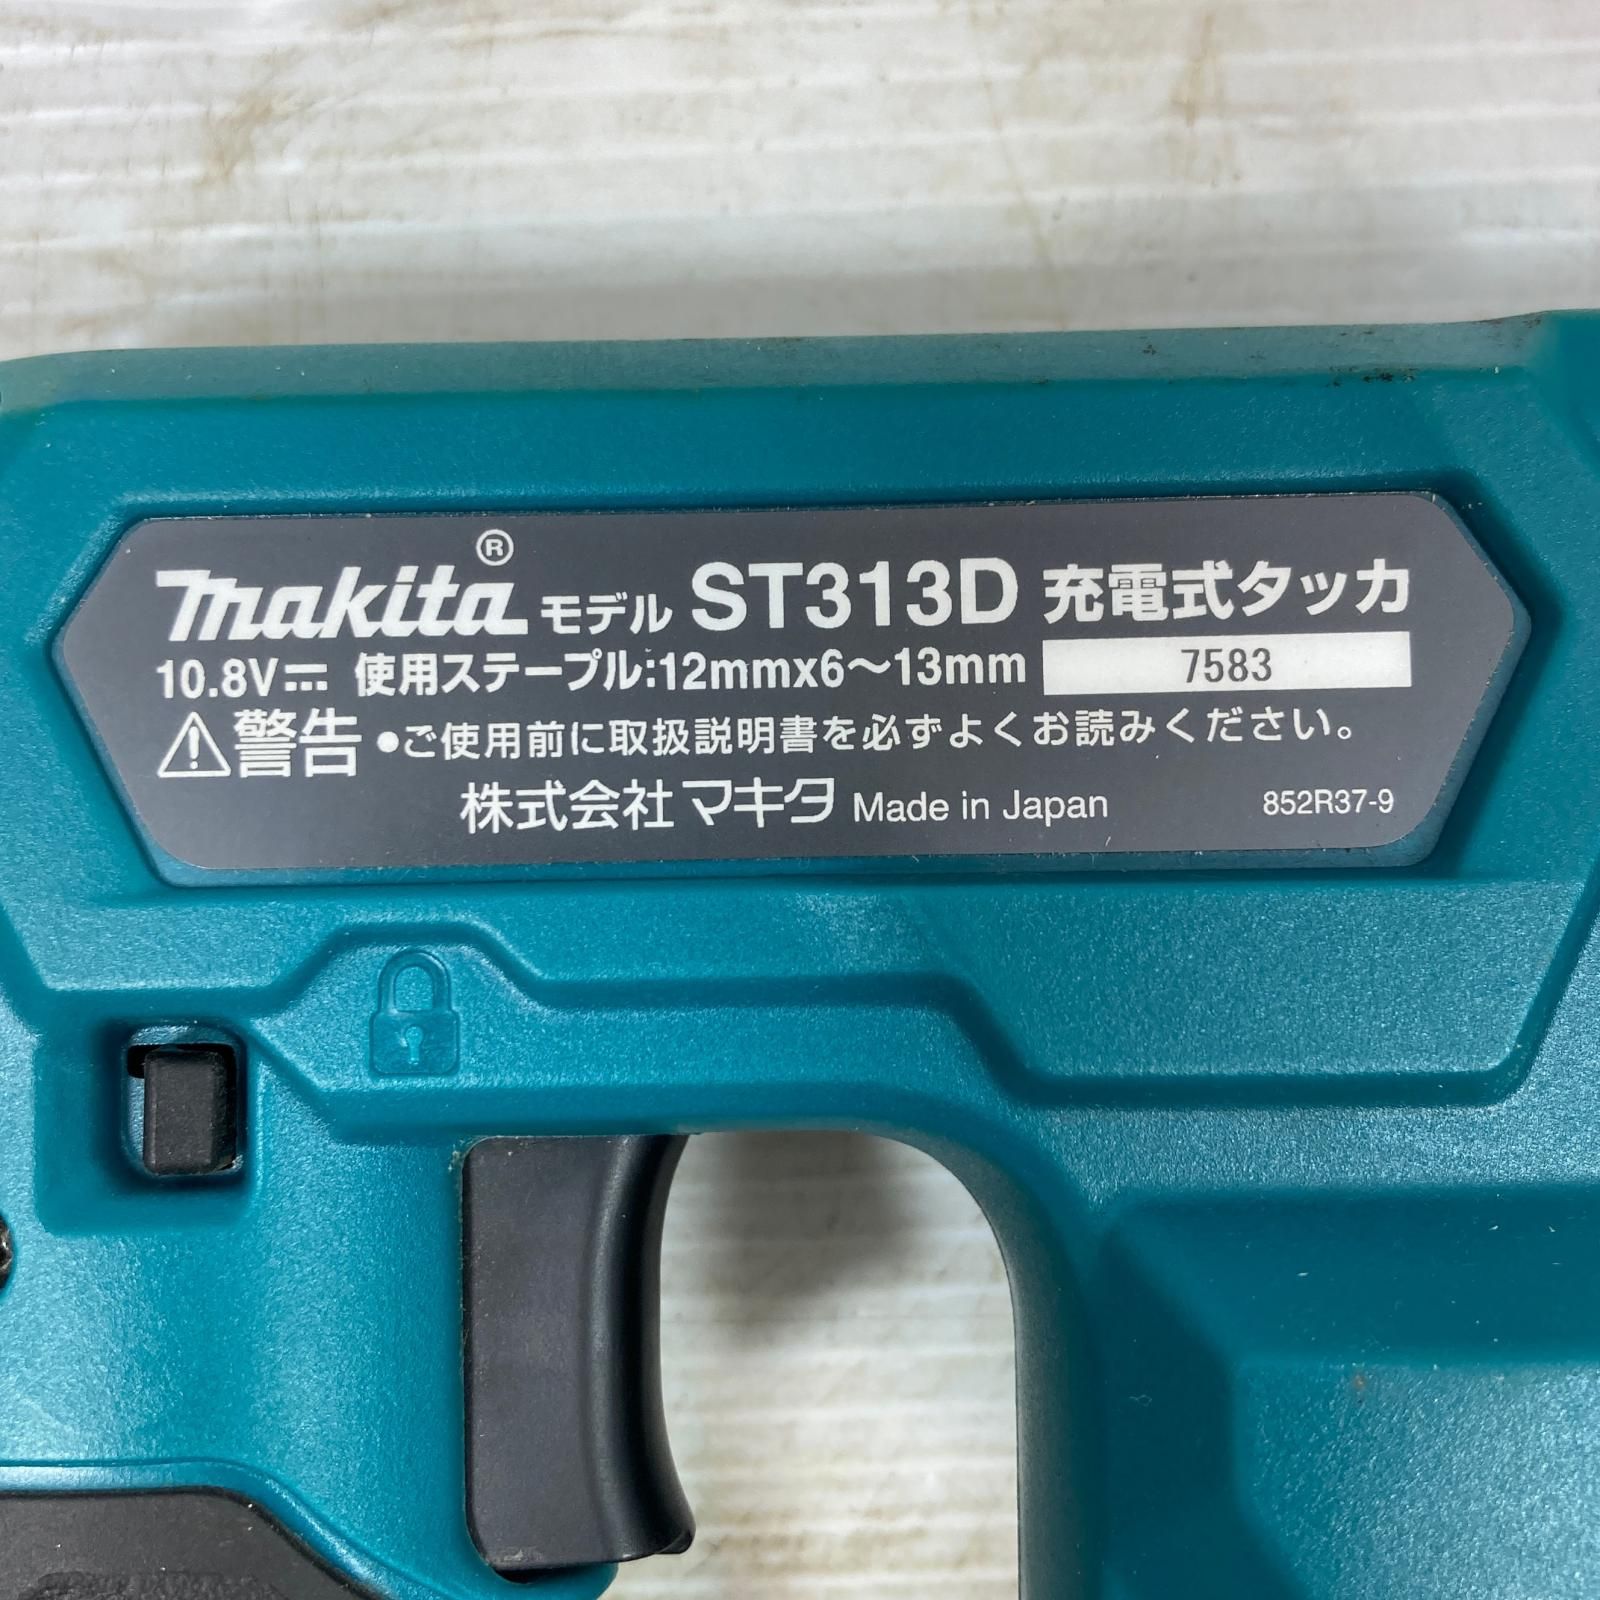 makita® モデル ST313D 充電式タッカ
10.8V⎓ 使用ステープル:12mmx6～13mm 7583
⚠警告 ●ご使用前に取扱説明書を必ずよくお読みください。
株式会社マキタ Made in Japan 852R37-9